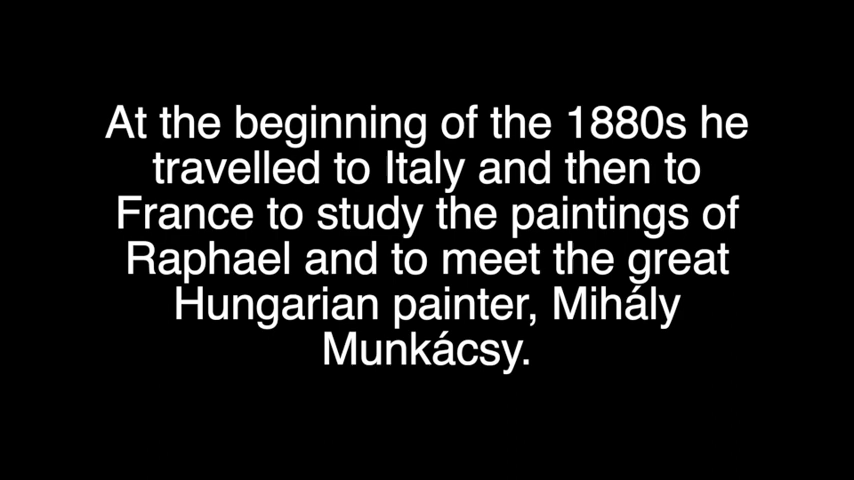 At the beginning of the 1880s he
travelled to Italy and then to
France to study the paintings of
Raphael and to meet the great
Hungarian painter, Mihály
Munkácsy.